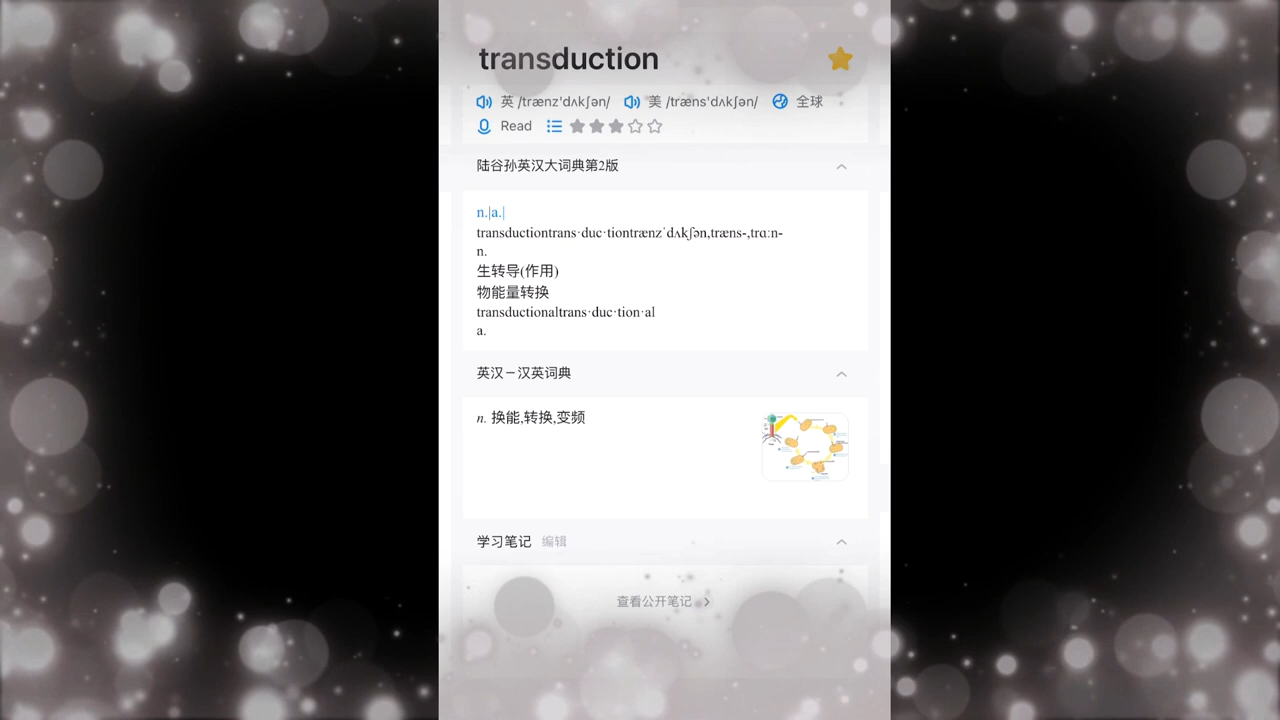 transduction
英 /trænz'dʌkʃən/ 美 /træns'dʌkʃən/ 全球
Read
陆谷孙英汉大词典第2版
n.|a.|
transductiontrans·duc·tiontrænzˈdʌkʃən,træns-,trɑːn-
n.
生转导(作用)
物能量转换
transductionaltrans·duc·tion·al
a.
英汉－汉英词典
n. 换能,转换,变频
学习笔记 编辑
查看公开笔记